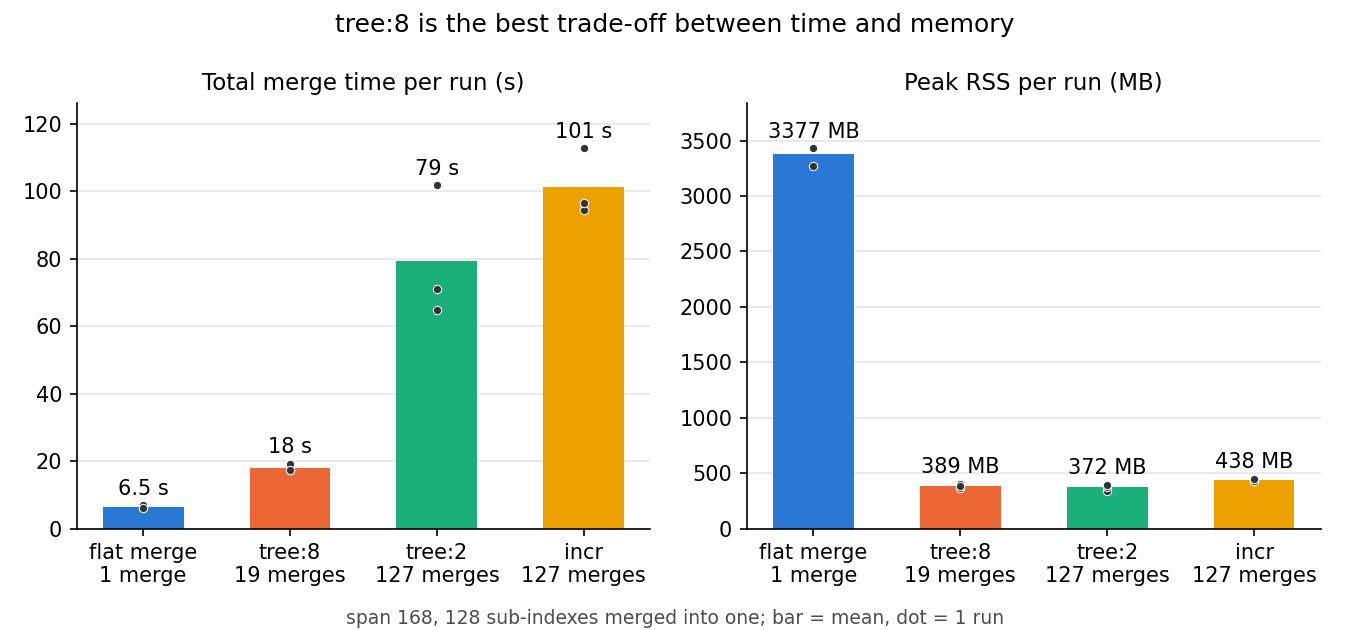 tree:8 is the best trade-off between time and memory
Total merge time per run (s)
120
100
80
60
40
20
0
6.5 s
18 s
79 s
101 s
flat merge
1 merge
tree:8
19 merges
tree:2
127 merges
incr
127 merges
Peak RSS per run (MB)
3500
3000
2500
2000
1500
1000
500
0
3377 MB
389 MB
372 MB
438 MB
flat merge
1 merge
tree:8
19 merges
tree:2
127 merges
incr
127 merges
span 168, 128 sub-indexes merged into one; bar = mean, dot = 1 run